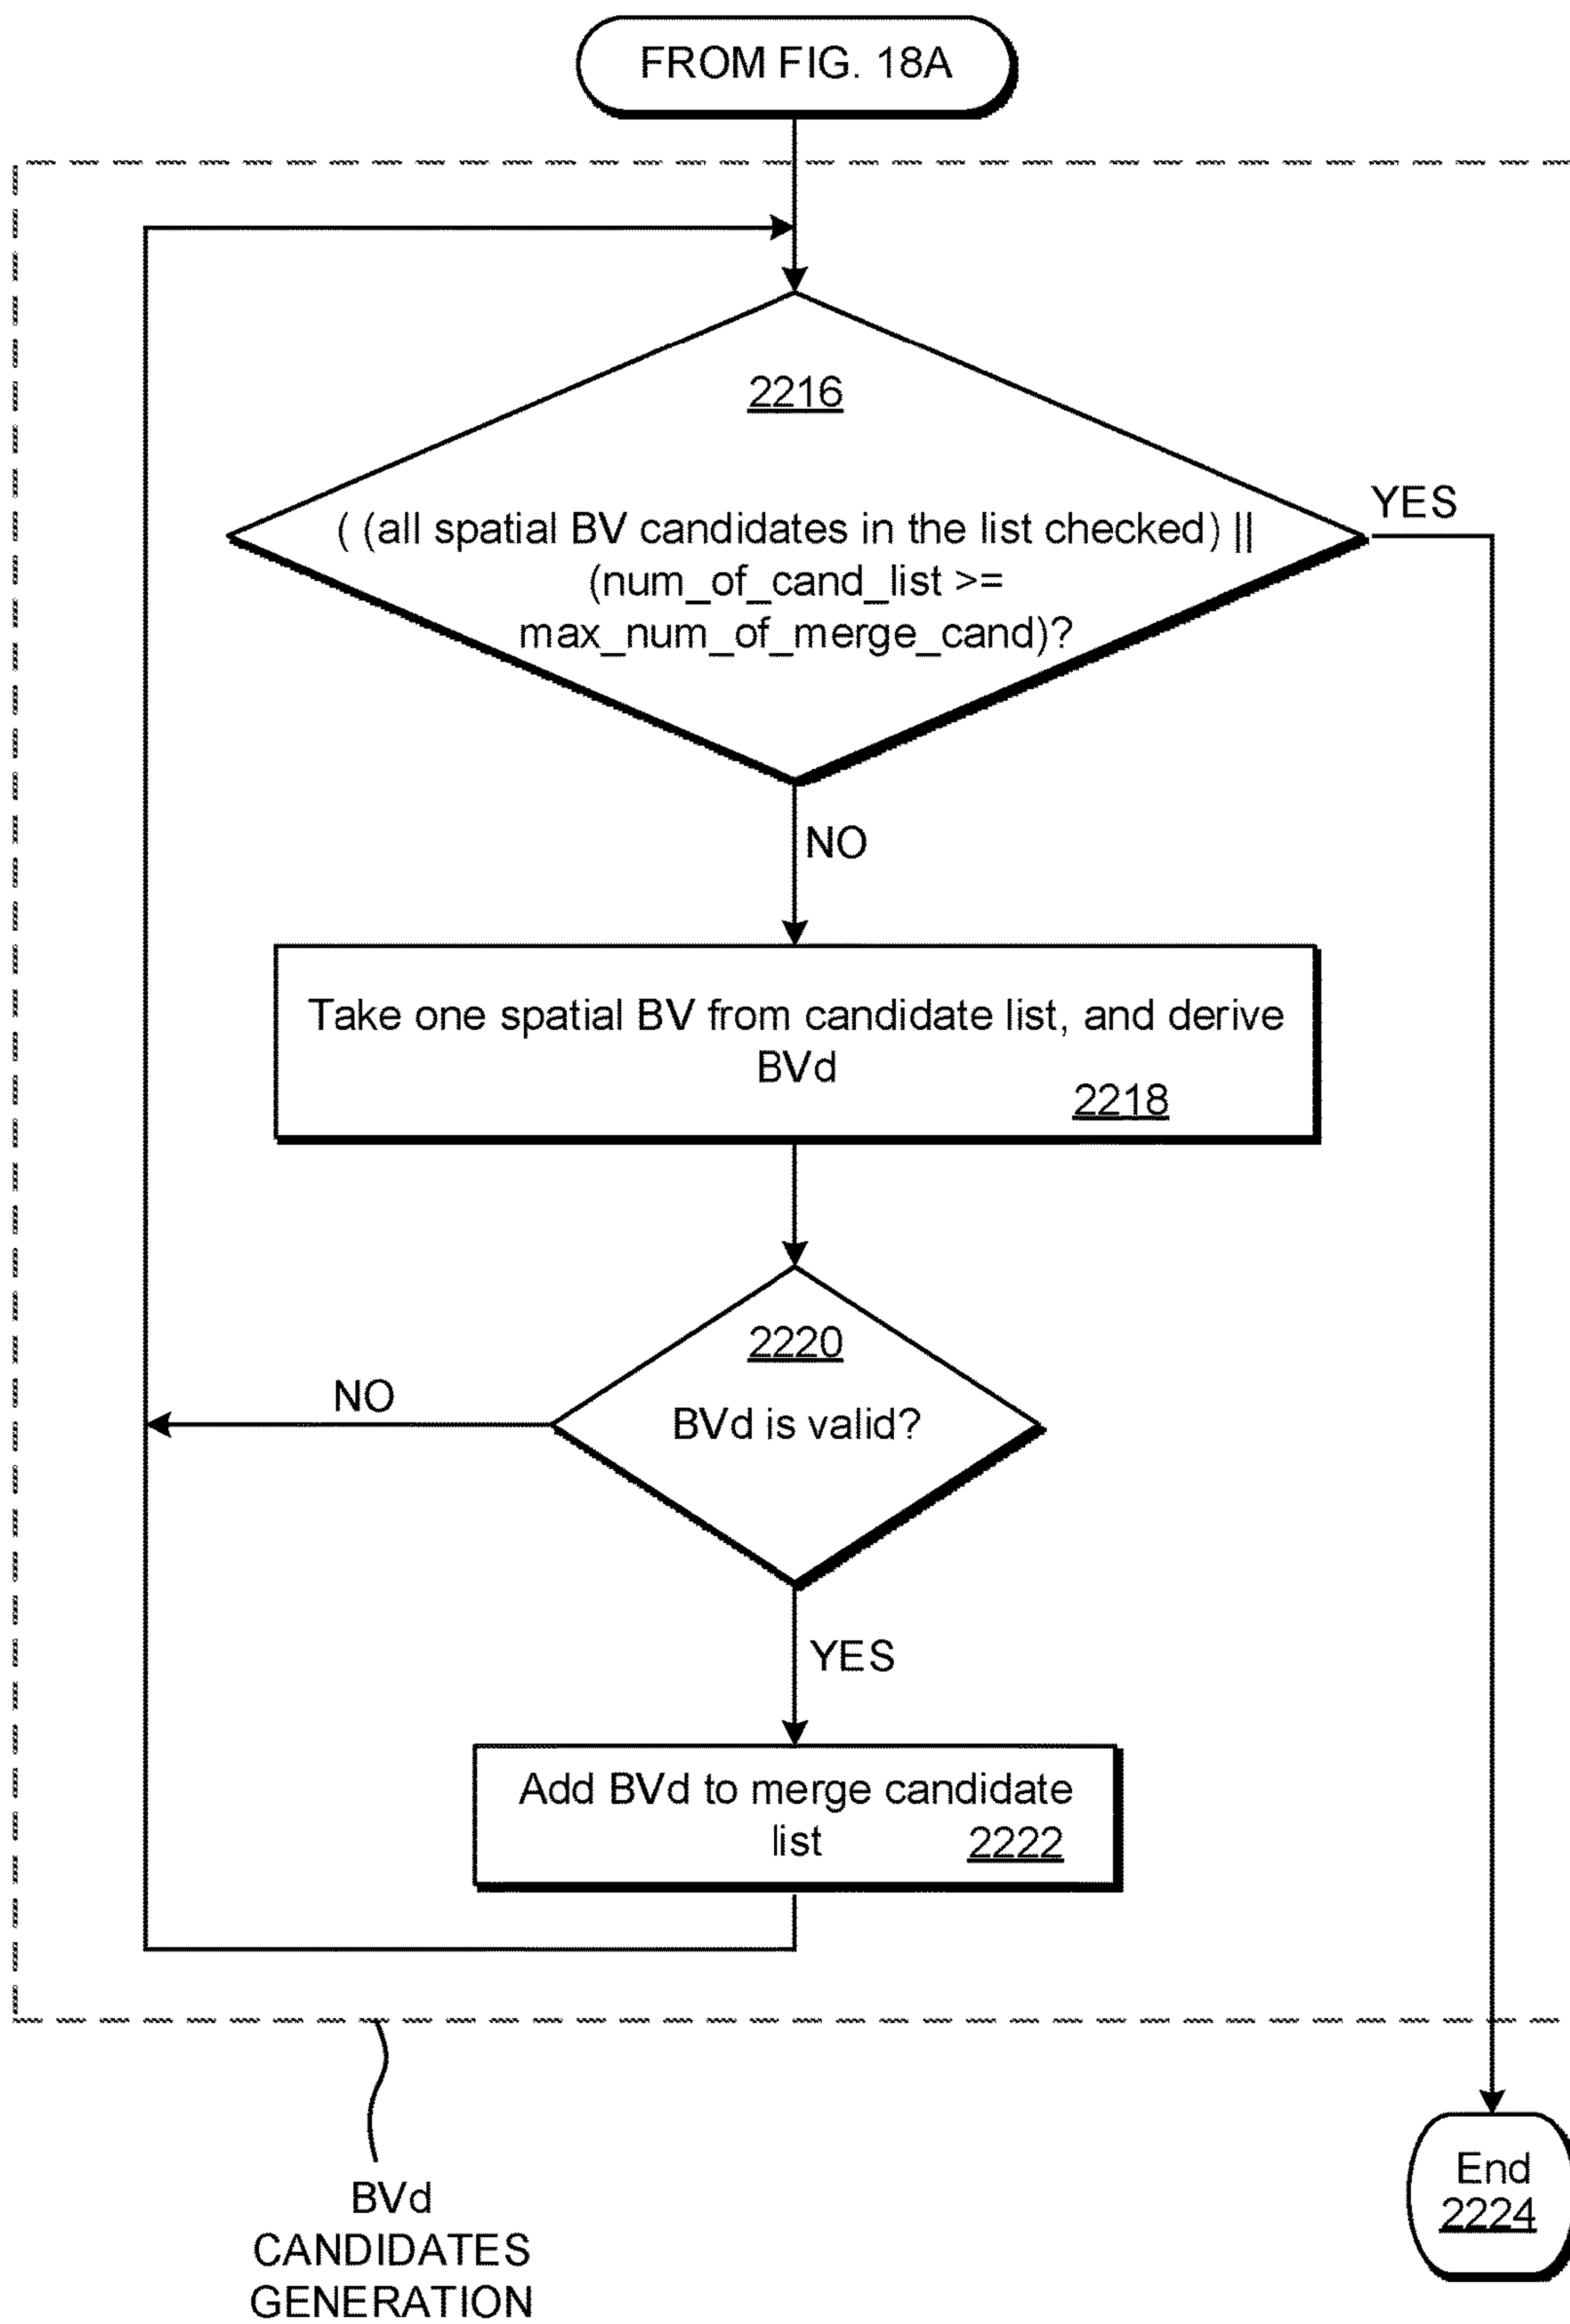 FROM FIG. 18A
2216
( (all spatial BV candidates in the list checked) ||
(num_of_cand_list >=
max_num_of_merge_cand)?
YES
NO
Take one spatial BV from candidate list, and derive
BVd
2218
2220
NO
BVd is valid?
YES
Add BVd to merge candidate
list 2222
End
2224
BVd
CANDIDATES
GENERATION